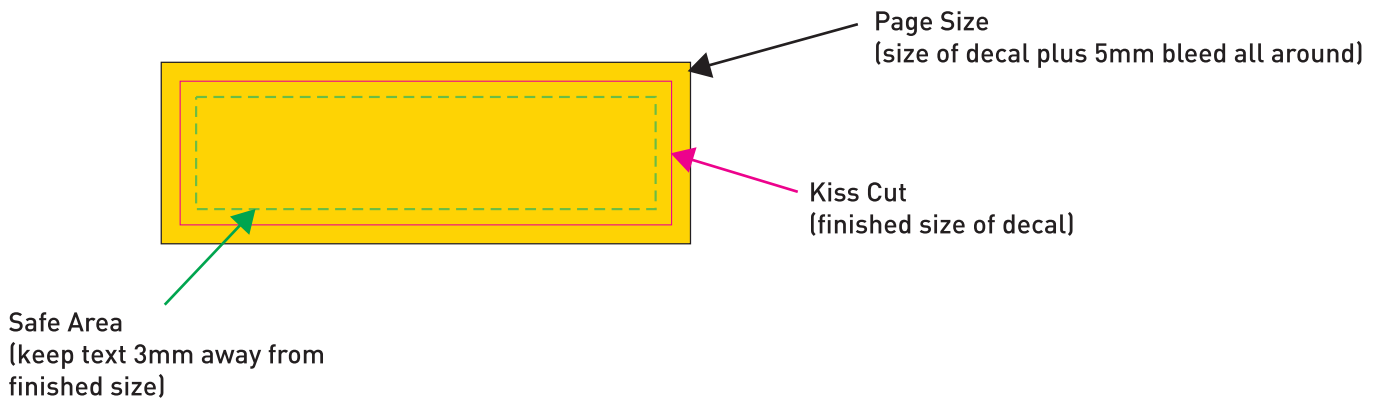 Page Size
(size of decal plus 5mm bleed all around)
Kiss Cut
(finished size of decal)
Safe Area
(keep text 3mm away from
finished size)